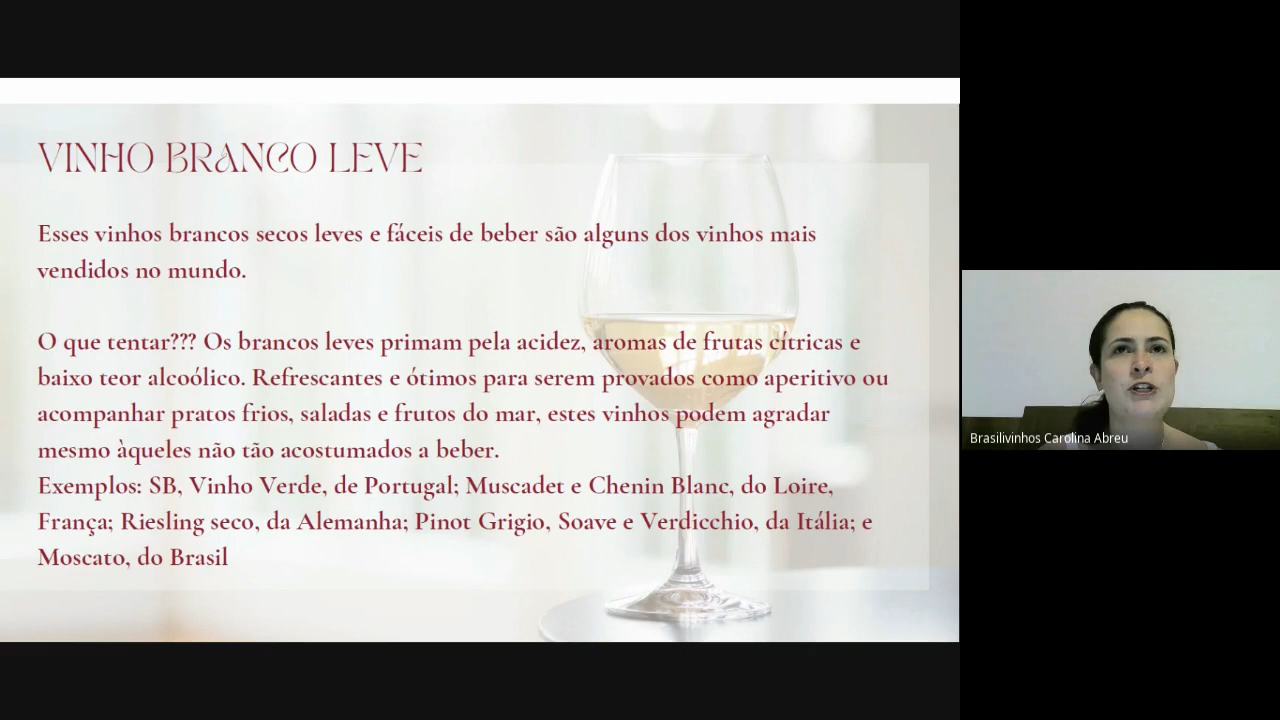 VINHO BRANCO LEVE
Esses vinhos brancos secos leves e fáceis de beber são alguns dos vinhos mais
vendidos no mundo.
O que tentar??? Os brancos leves primam pela acidez, aromas de frutas cítricas e
baixo teor alcoólico. Refrescantes e ótimos para serem provados como aperitivo ou
acompanhar pratos frios, saladas e frutos do mar, estes vinhos podem agradar
mesmo àqueles não tão acostumados a beber.
Exemplos: SB, Vinho Verde, de Portugal; Muscadet e Chenin Blanc, do Loire,
França; Riesling seco, da Alemanha; Pinot Grigio, Soave e Verdicchio, da Itália; e
Moscato, do Brasil
Brasilivinhos Carolina Abreu